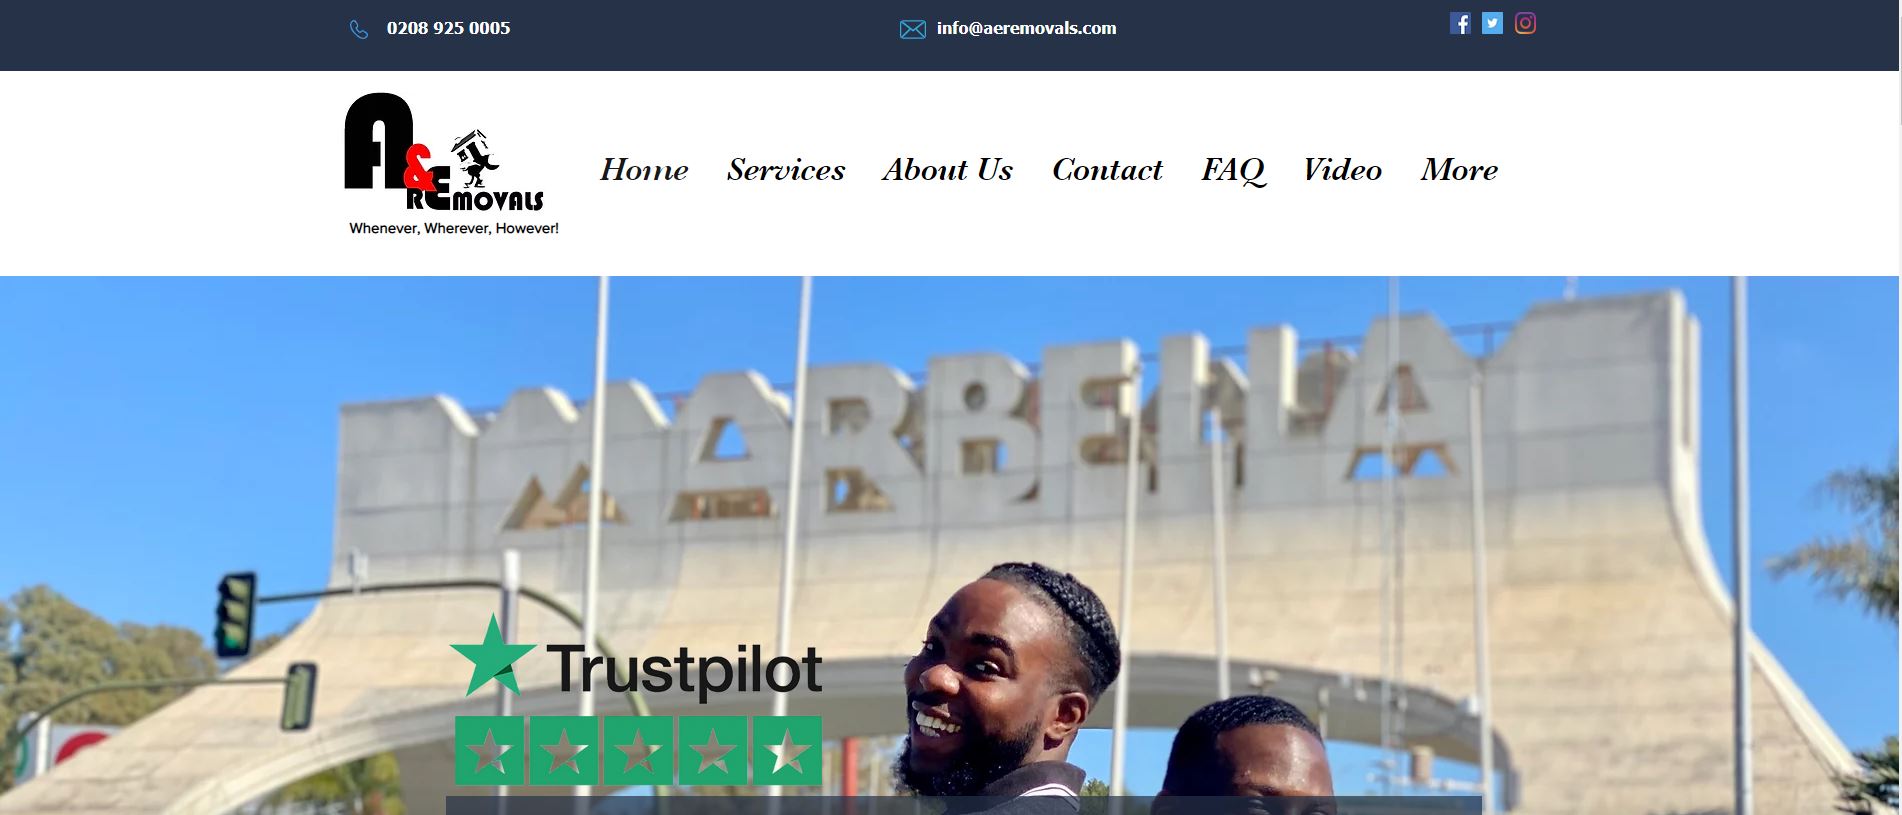 0208 925 0005
info@aeremovals.com
A&E
REmovals
Whenever, Wherever, However!
Home Services About Us Contact FAQ Video More
MARBELLA
Trustpilot